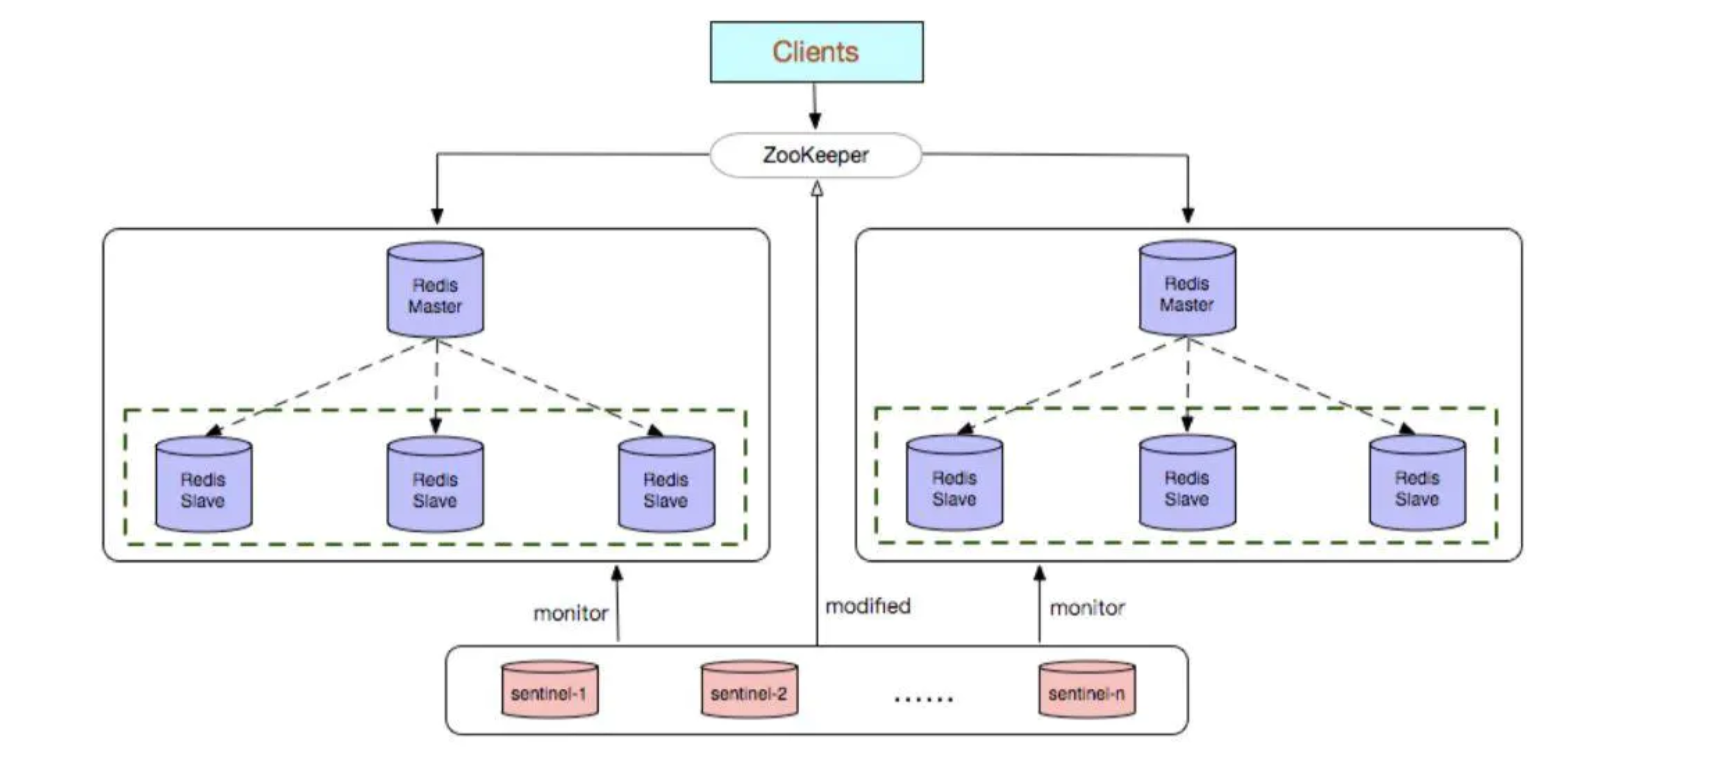 Clients
ZooKeeper
Redis
Master
Redis
Master
Redis
Slave
Redis
Slave
Redis
Slave
Redis
Slave
Redis
Slave
Redis
Slave
monitor
modified
monitor
sentinel-1
sentinel-2
......
sentinel-n